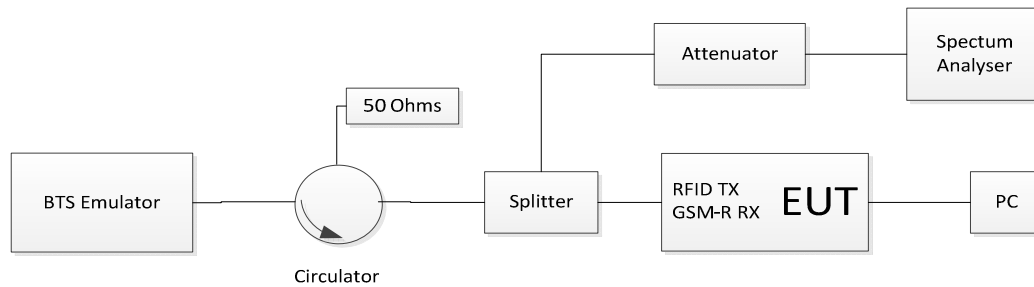 Attenuator
Spectum
Analyser
50 Ohms
BTS Emulator
Splitter
RFID TX
GSM-R RX
EUT
PC
Circulator